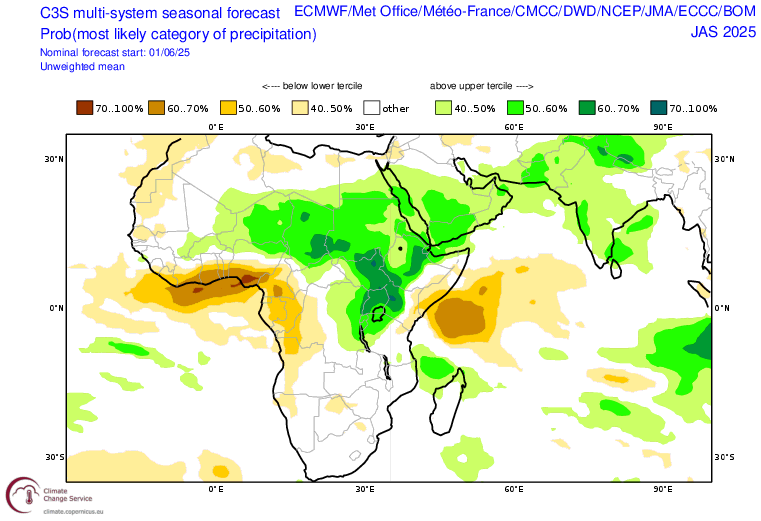 C3S multi-system seasonal forecast ECMWF/Met Office/Météo-France/CMCC/DWD/NCEP/JMA/ECCC/BOM
Prob(most likely category of precipitation) JAS 2025
Nominal forecast start: 01/06/25
Unweighted mean
<---- below lower tercile above upper tercile ---->
70..100% 60..70% 50..60% 40..50% other 40..50% 50..60% 60..70% 70..100%
0°E 30°E 60°E 90°E
30°N 30°N
0°N 0°N
30°S 30°S
0°E 30°E 60°E 90°E
Climate
Change Service
climate.copernicus.eu